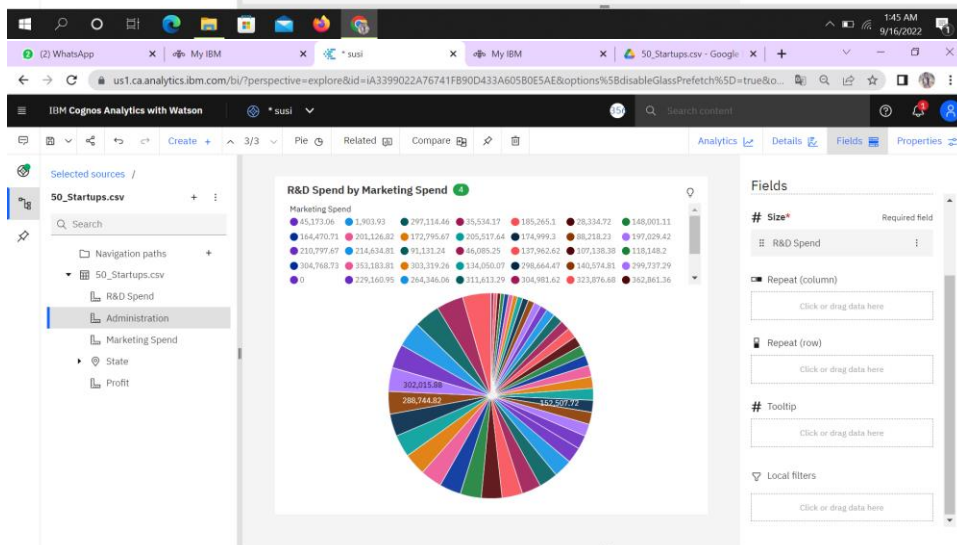 1:45 AM
9/16/2022
(2) WhatsApp
My IBM
* susi
My IBM
50_Startups.csv - Google
us1.ca.analytics.ibm.com/bi/?perspective=explore&id=iA3399022A76741FB90D433A605B0E5AE&options%5BdisableGlassPrefetch%5D=true&o...
IBM Cognos Analytics with Watson
* susi
Search content
Create +
3/3
Pie
Related
Compare
Analytics
Details
Fields
Properties
Selected sources /
50_Startups.csv
Search
Navigation paths
50_Startups.csv
R&D Spend
Administration
Marketing Spend
State
Profit
R&D Spend by Marketing Spend 4
Marketing Spend
45,173.06 1,903.93 297,114.46 35,534.17 185,265.1 28,334.72 148,001.11
164,470.71 201,126.82 172,795.67 205,517.64 174,999.3 88,218.23 197,029.42
210,797.67 214,634.81 91,131.24 46,085.25 137,962.62 107,138.38 118,148.2
304,768.73 353,183.81 303,319.26 134,050.07 298,664.47 140,574.81 299,737.29
0 229,160.95 264,346.06 311,613.29 304,981.62 323,876.68 362,861.36
302,015.88
288,744.82
152,507.72
Fields
# Size*
Required field
R&D Spend
Repeat (column)
Click or drag data here
Repeat (row)
Click or drag data here
# Tooltip
Click or drag data here
Local filters
Click or drag data here